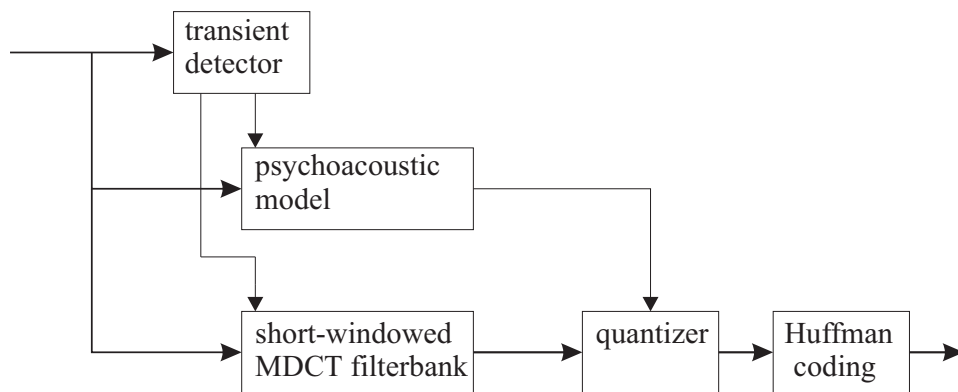 transient
detector
psychoacoustic
model
short-windowed
MDCT filterbank
quantizer
Huffman
coding